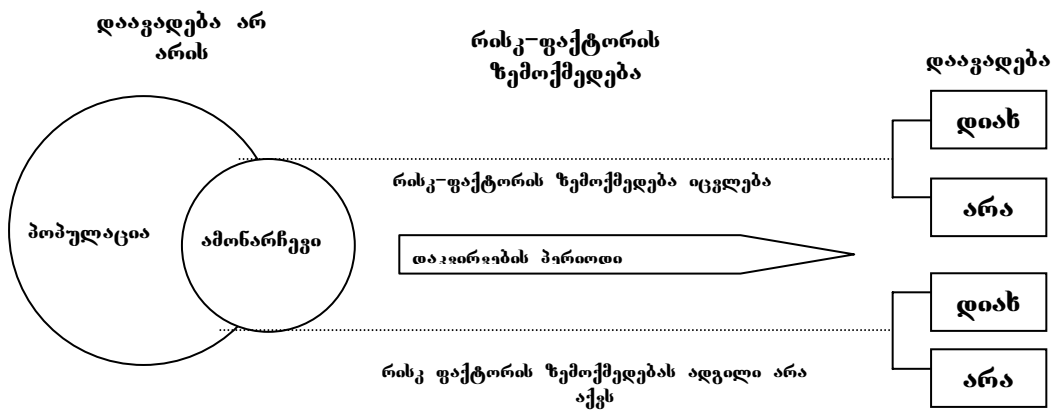 დაავადება არ
არის
რისკ-ფაქტორის
ზემოქმედება
დაავადება
დიახ
რისკ-ფაქტორის ზემოქმედება იცვლება
არა
პოპულაცია
ამონარჩევი
დაკვირვების პერიოდი
დიახ
რისკ ფაქტორის ზემოქმედებას ადგილი არა
აქვს
არა